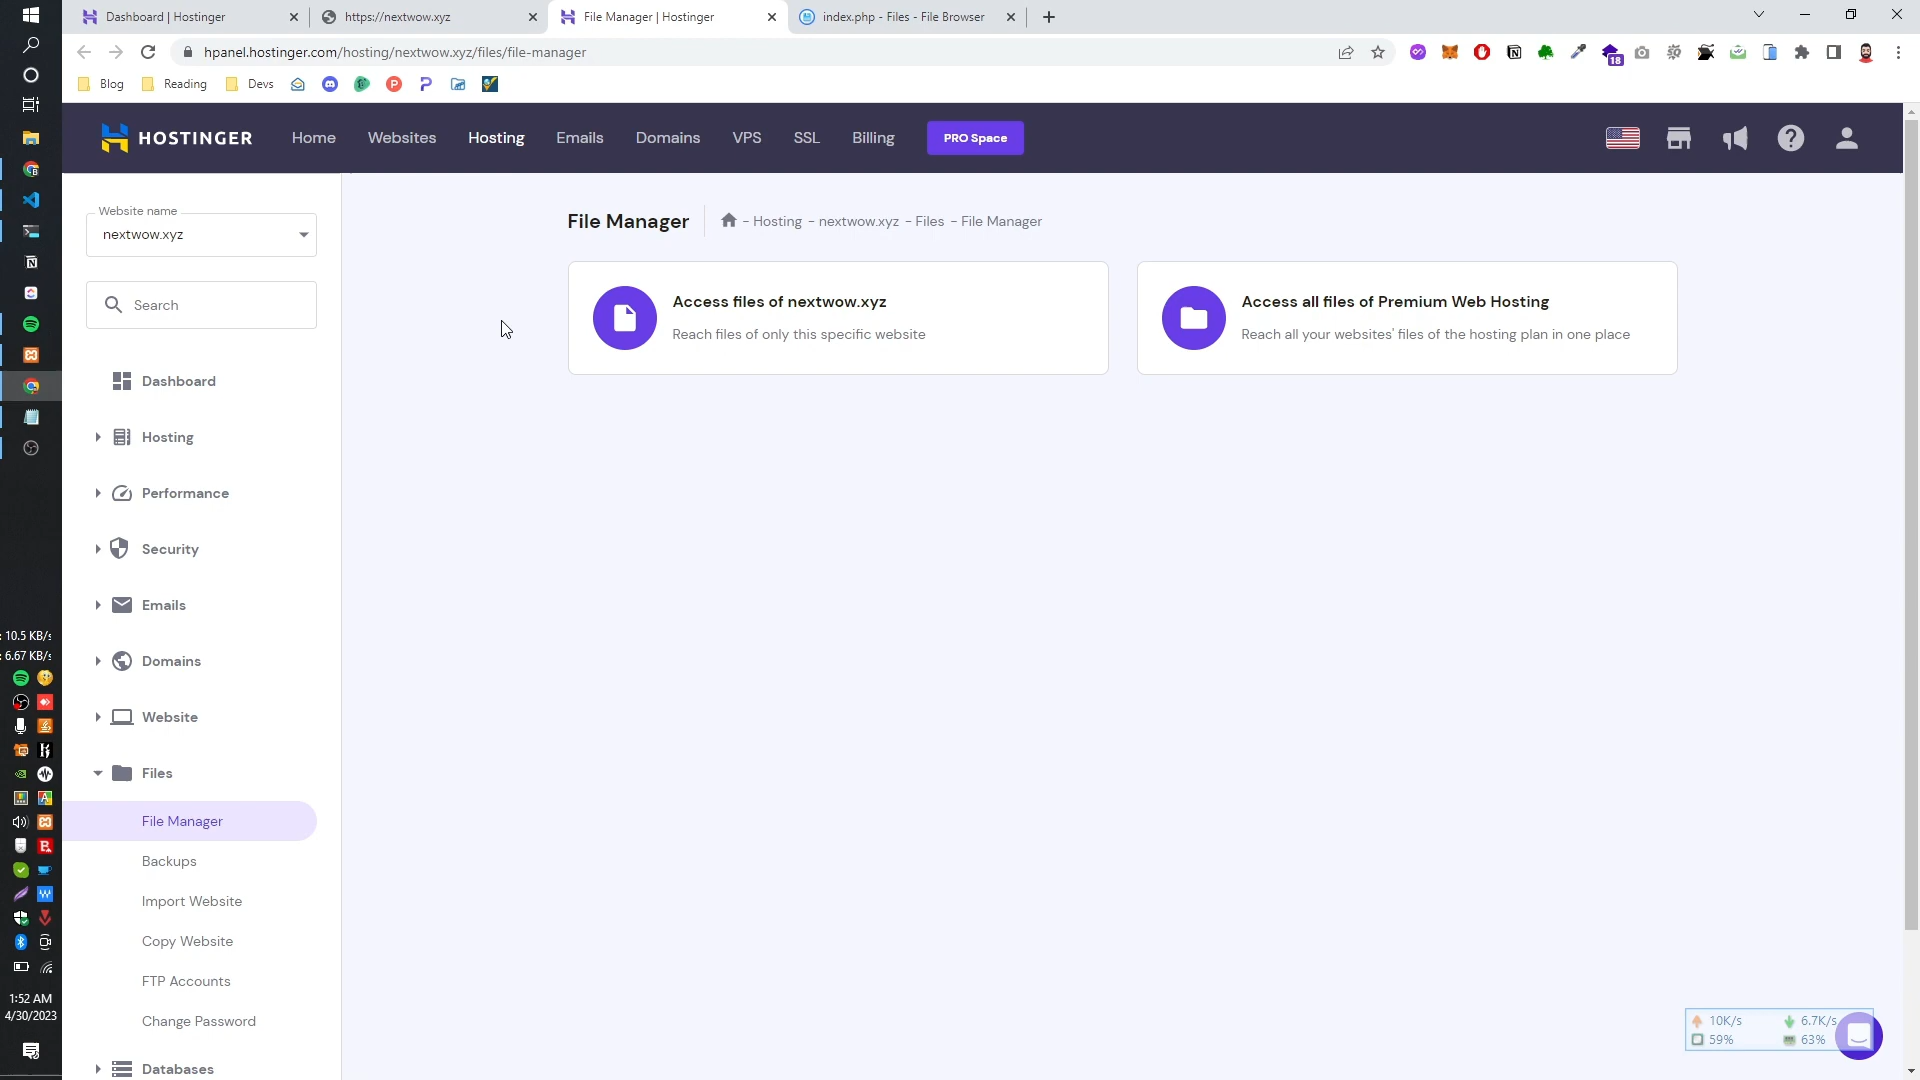 Dashboard | Hostinger
https://nextwow.xyz
File Manager | Hostinger
index.php - Files - File Browser
hpanel.hostinger.com/hosting/nextwow.xyz/files/file-manager
18
Blog
Reading
Devs
HOSTINGER
Home
Websites
Hosting
Emails
Domains
VPS
SSL
Billing
PRO Space
Website name
nextwow.xyz
Search
Dashboard
Hosting
Performance
Security
Emails
Domains
Website
Files
File Manager
Backups
Import Website
Copy Website
FTP Accounts
Change Password
Databases
File Manager
- Hosting - nextwow.xyz - Files - File Manager
Access files of nextwow.xyz
Reach files of only this specific website
Access all files of Premium Web Hosting
Reach all your websites' files of the hosting plan in one place
: 10.5 KB/s
: 6.67 KB/s
1:52 AM
4/30/2023
10K/s 6.7K/s
59% 63%